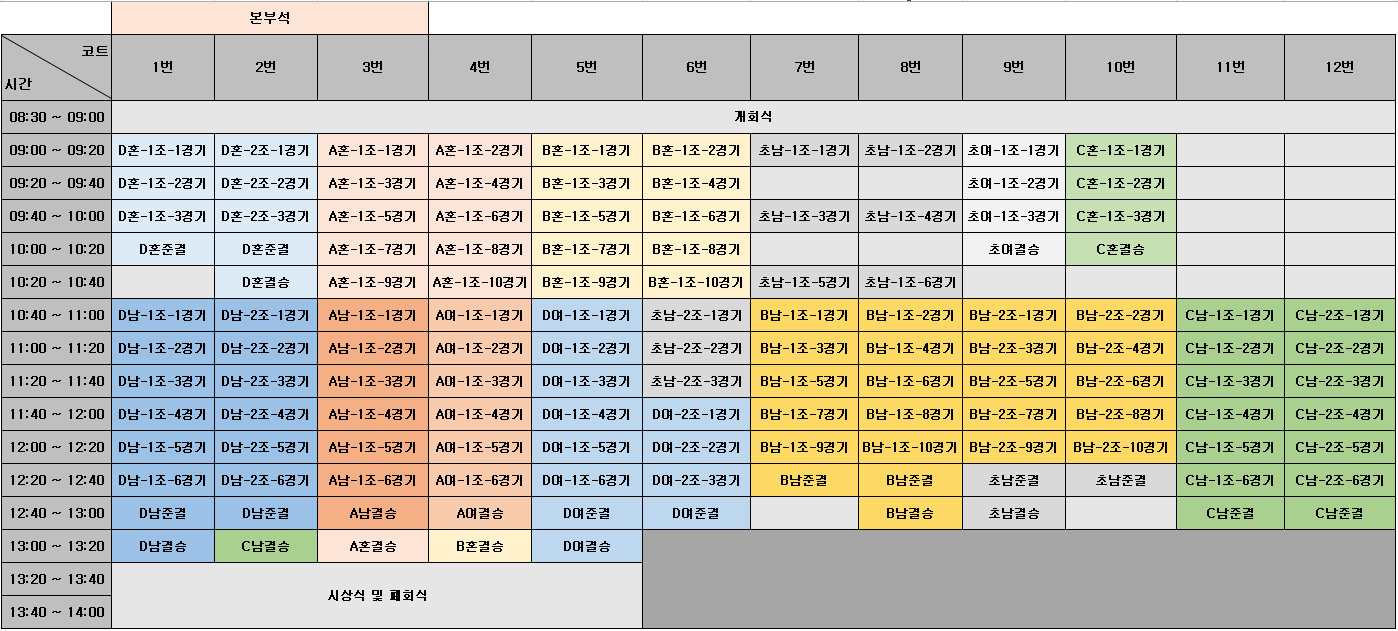 본부석
코트
시간
1번 2번 3번 4번 5번 6번 7번 8번 9번 10번 11번 12번
08:30 ~ 09:00 개회식
09:00 ~ 09:20 D혼-1조-1경기 D혼-2조-1경기 A혼-1조-1경기 A혼-1조-2경기 B혼-1조-1경기 B혼-1조-2경기 초남-1조-1경기 초남-1조-2경기 초여-1조-1경기 C혼-1조-1경기
09:20 ~ 09:40 D혼-1조-2경기 D혼-2조-2경기 A혼-1조-3경기 A혼-1조-4경기 B혼-1조-3경기 B혼-1조-4경기 초여-1조-2경기 C혼-1조-2경기
09:40 ~ 10:00 D혼-1조-3경기 D혼-2조-3경기 A혼-1조-5경기 A혼-1조-6경기 B혼-1조-5경기 B혼-1조-6경기 초남-1조-3경기 초남-1조-4경기 초여-1조-3경기 C혼-1조-3경기
10:00 ~ 10:20 D혼준결 D혼준결 A혼-1조-7경기 A혼-1조-8경기 B혼-1조-7경기 B혼-1조-8경기 초여결승 C혼결승
10:20 ~ 10:40 D혼결승 A혼-1조-9경기 A혼-1조-10경기 B혼-1조-9경기 B혼-1조-10경기 초남-1조-5경기 초남-1조-6경기
10:40 ~ 11:00 D남-1조-1경기 D남-2조-1경기 A남-1조-1경기 A여-1조-1경기 D여-1조-1경기 초남-2조-1경기 B남-1조-1경기 B남-1조-2경기 B남-2조-1경기 B남-2조-2경기 C남-1조-1경기 C남-2조-1경기
11:00 ~ 11:20 D남-1조-2경기 D남-2조-2경기 A남-1조-2경기 A여-1조-2경기 D여-1조-2경기 초남-2조-2경기 B남-1조-3경기 B남-1조-4경기 B남-2조-3경기 B남-2조-4경기 C남-1조-2경기 C남-2조-2경기
11:20 ~ 11:40 D남-1조-3경기 D남-2조-3경기 A남-1조-3경기 A여-1조-3경기 D여-1조-3경기 초남-2조-3경기 B남-1조-5경기 B남-1조-6경기 B남-2조-5경기 B남-2조-6경기 C남-1조-3경기 C남-2조-3경기
11:40 ~ 12:00 D남-1조-4경기 D남-2조-4경기 A남-1조-4경기 A여-1조-4경기 D여-1조-4경기 D여-2조-1경기 B남-1조-7경기 B남-1조-8경기 B남-2조-7경기 B남-2조-8경기 C남-1조-4경기 C남-2조-4경기
12:00 ~ 12:20 D남-1조-5경기 D남-2조-5경기 A남-1조-5경기 A여-1조-5경기 D여-1조-5경기 D여-2조-2경기 B남-1조-9경기 B남-1조-10경기 B남-2조-9경기 B남-2조-10경기 C남-1조-5경기 C남-2조-5경기
12:20 ~ 12:40 D남-1조-6경기 D남-2조-6경기 A남-1조-6경기 A여-1조-6경기 D여-1조-6경기 D여-2조-3경기 B남준결 B남준결 초남준결 초남준결 C남-1조-6경기 C남-2조-6경기
12:40 ~ 13:00 D남준결 D남준결 A남결승 A여결승 D여준결 D여준결 B남결승 초남결승 C남준결 C남준결
13:00 ~ 13:20 D남결승 C남결승 A혼결승 B혼결승 D여결승
13:20 ~ 13:40
시상식 및 폐회식
13:40 ~ 14:00